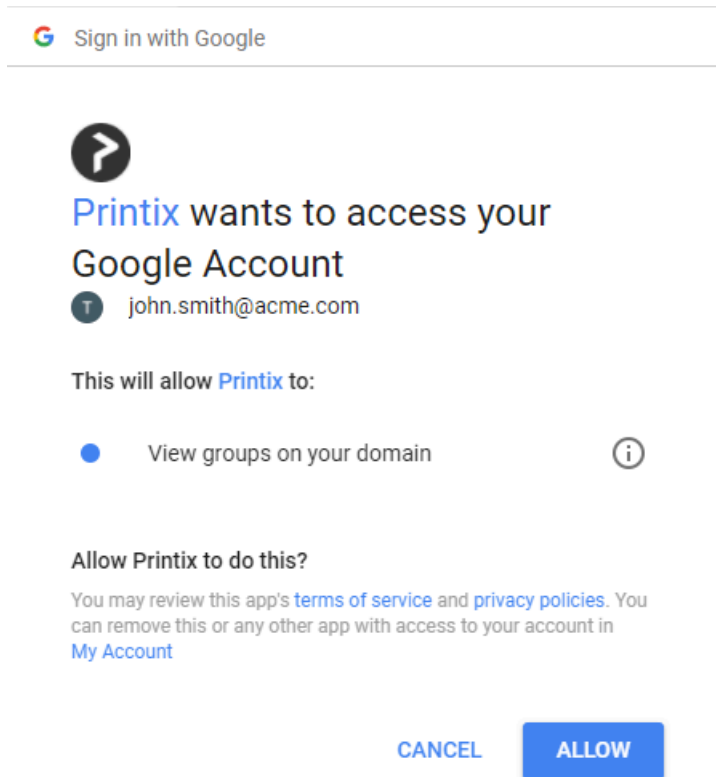 Sign in with Google
Printix wants to access your
Google Account
T john.smith@acme.com
This will allow Printix to:
View groups on your domain
Allow Printix to do this?
You may review this app's terms of service and privacy policies. You
can remove this or any other app with access to your account in
My Account
CANCEL ALLOW